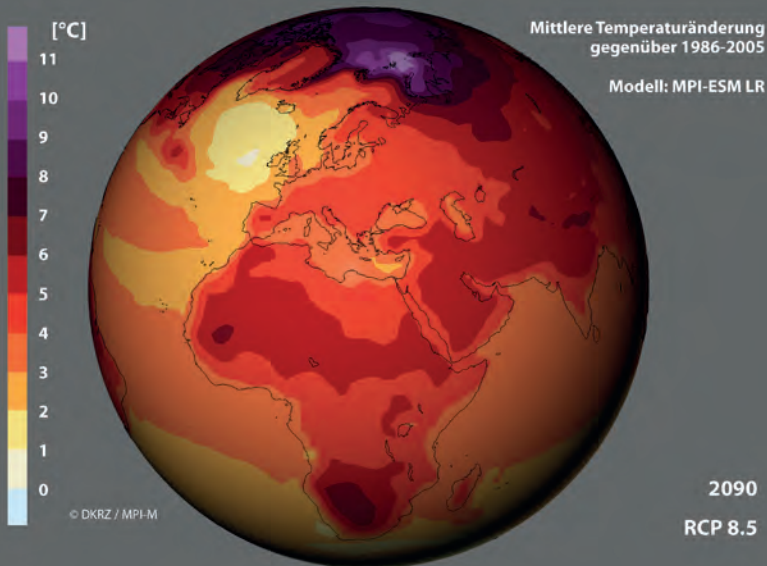 [°C]
11
10
9
8
7
6
5
4
3
2
1
0
Mittlere Temperaturänderung
gegenüber 1986-2005
Modell: MPI-ESM LR
© DKRZ / MPI-M
2090
RCP 8.5